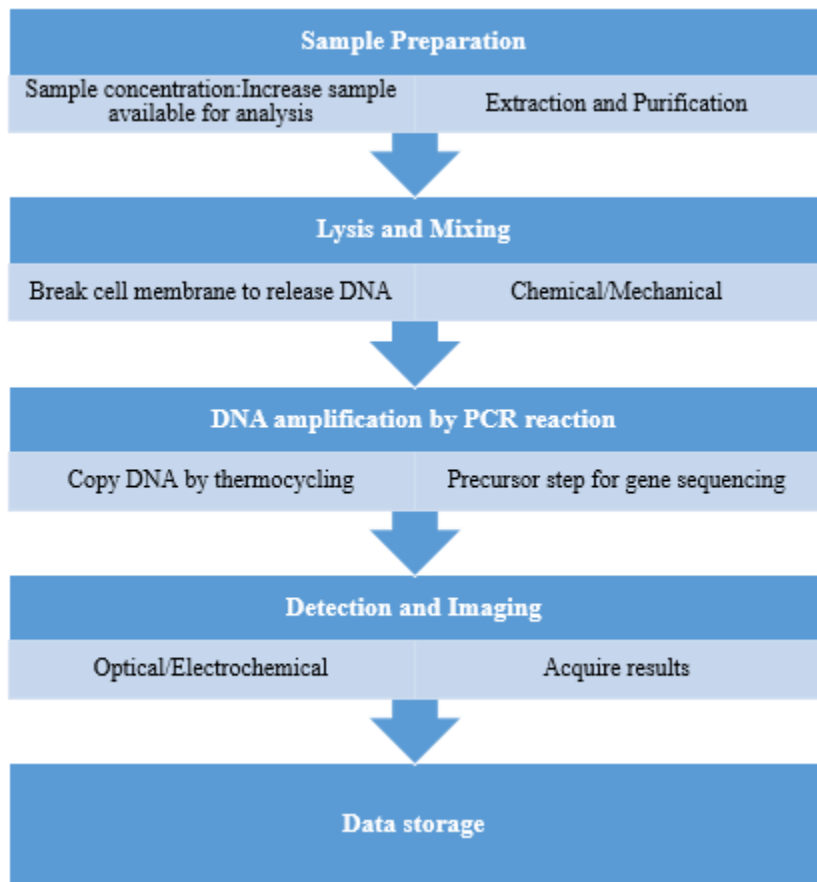 Sample Preparation
Sample concentration:Increase sample
available for analysis
Extraction and Purification
Lysis and Mixing
Break cell membrane to release DNA
Chemical/Mechanical
DNA amplification by PCR reaction
Copy DNA by thermocycling
Precursor step for gene sequencing
Detection and Imaging
Optical/Electrochemical
Acquire results
Data storage